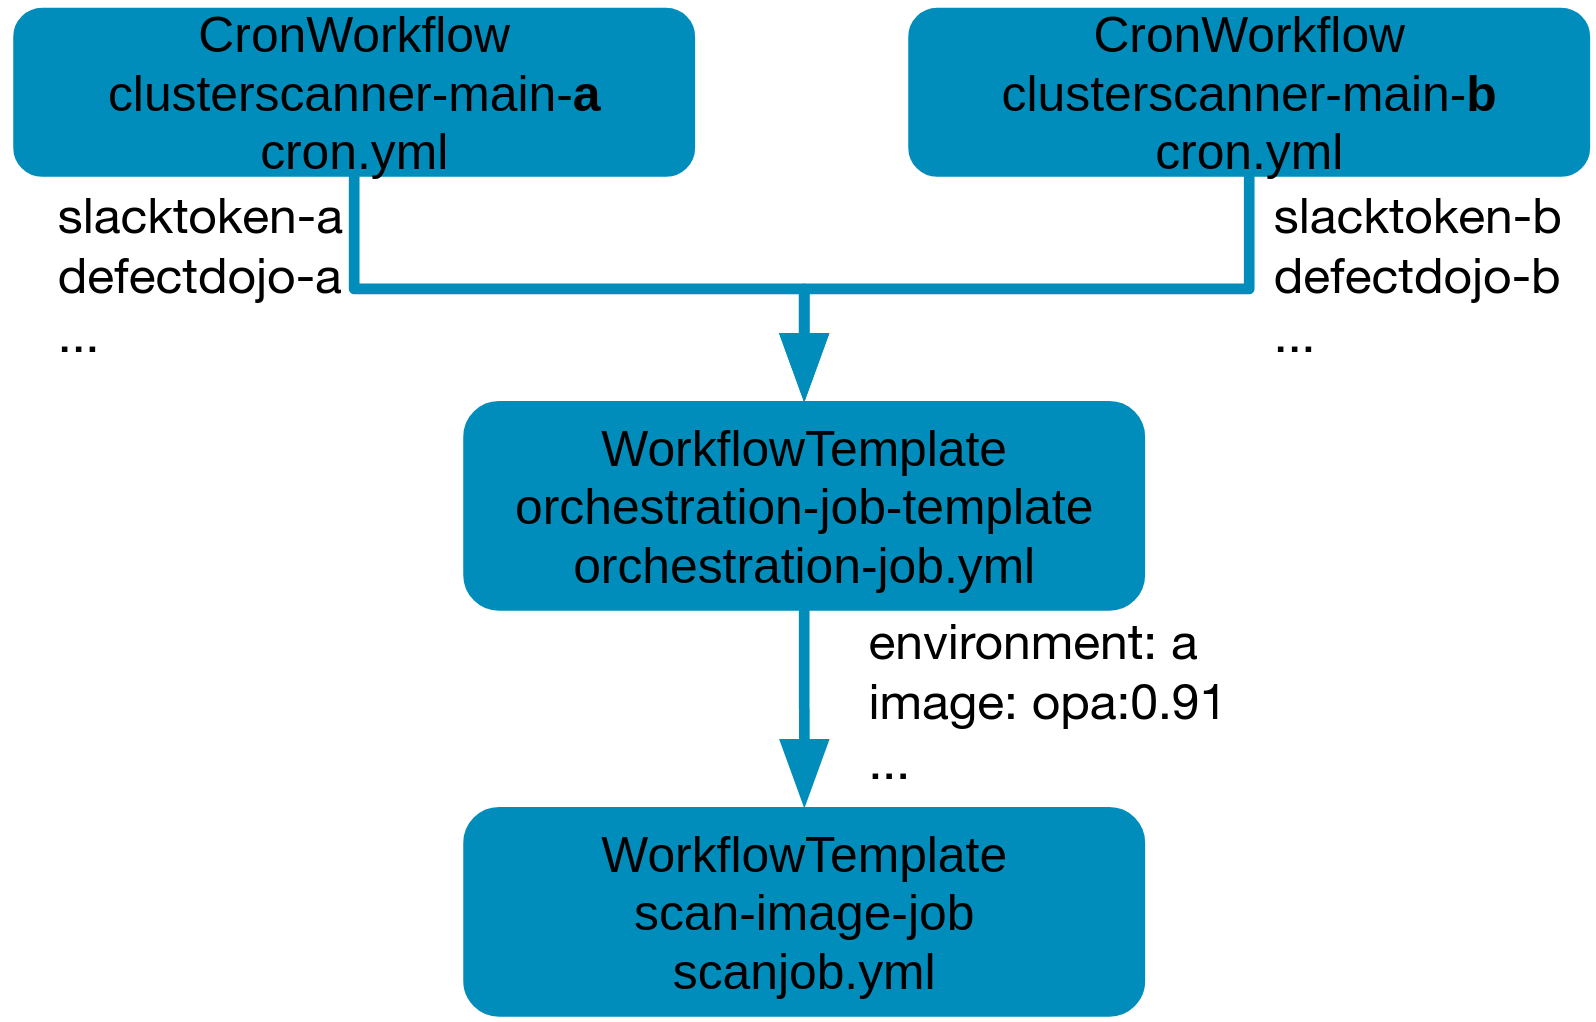 CronWorkflow
clusterscanner-main-a
cron.yml
CronWorkflow
clusterscanner-main-b
cron.yml
slacktoken-a
defectdojo-a
...
slacktoken-b
defectdojo-b
...
WorkflowTemplate
orchestration-job-template
orchestration-job.yml
environment: a
image: opa:0.91
...
WorkflowTemplate
scan-image-job
scanjob.yml